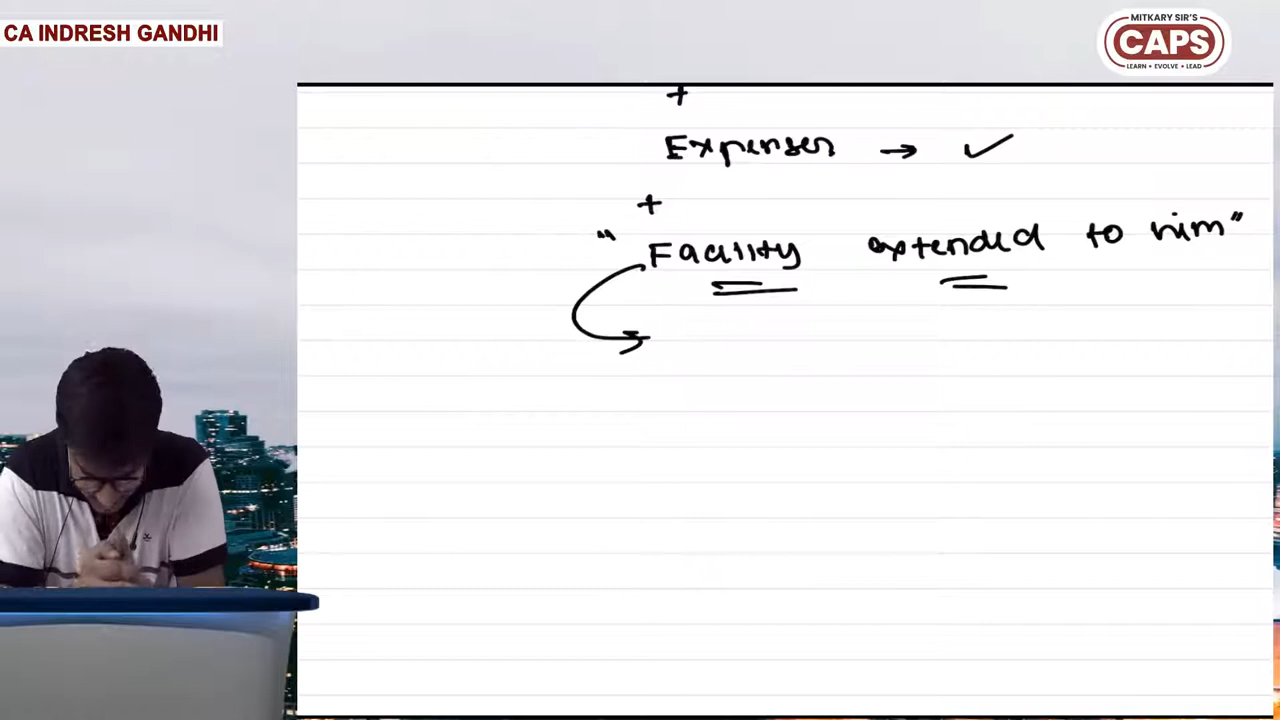 CA INDRESH GANDHI
MITKARY SIR'S
CAPS
LEARN • EVOLVE • LEAD
+
Expenses → ✓
+
“ Facility extended to him”